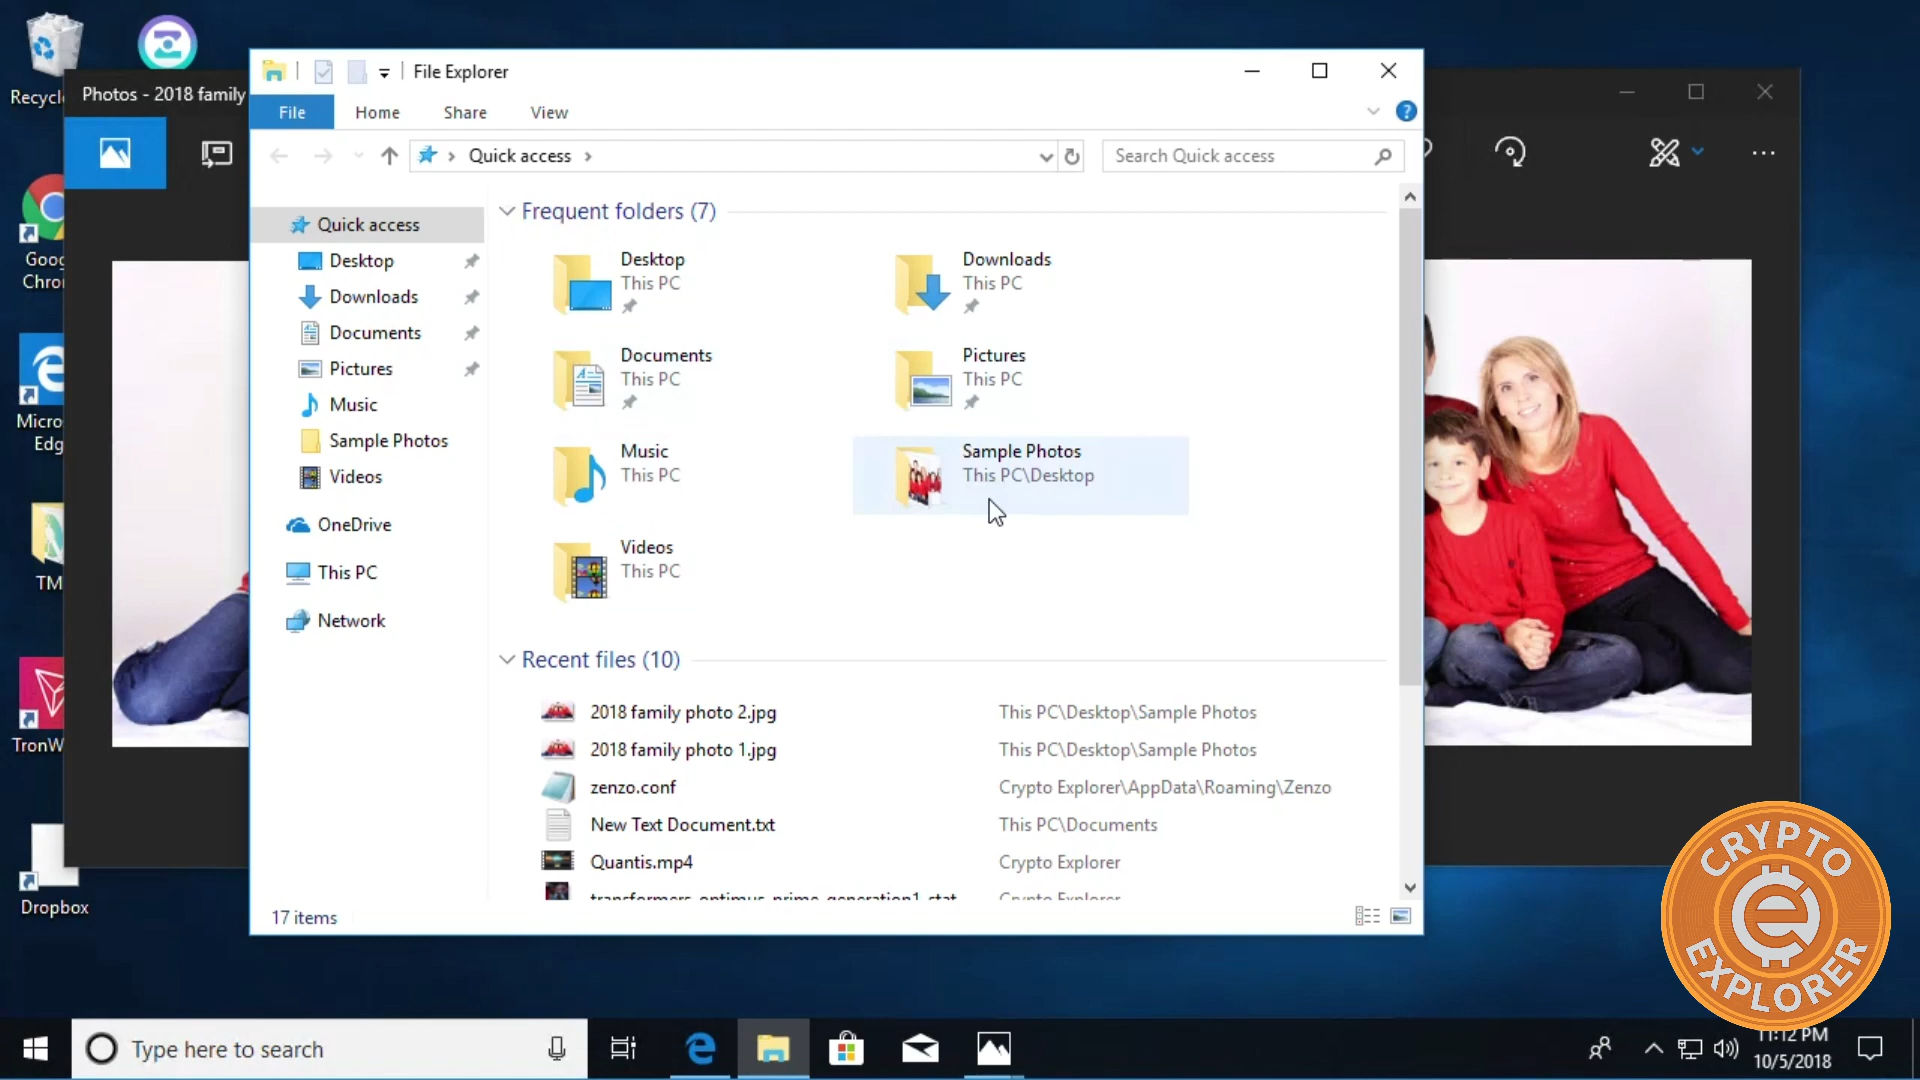 Recycl
Photos - 2018 family
File Explorer
File
Home
Share
View
Quick access
Search Quick access
Goog
Chro
Micro
Edg
TM
TronW
Dropbox
Quick access
Desktop
Downloads
Documents
Pictures
Music
Sample Photos
Videos
OneDrive
This PC
Network
Frequent folders (7)
Desktop
This PC
Downloads
This PC
Documents
This PC
Pictures
This PC
Music
This PC
Sample Photos
This PC\Desktop
Videos
This PC
Recent files (10)
2018 family photo 2.jpg
This PC\Desktop\Sample Photos
2018 family photo 1.jpg
This PC\Desktop\Sample Photos
zenzo.conf
Crypto Explorer\AppData\Roaming\Zenzo
New Text Document.txt
This PC\Documents
Quantis.mp4
Crypto Explorer
transformers_optimus_prime_generation1_stat
Crypto Explorer
17 items
CRYPTO
EXPLORER
Type here to search
11:12 PM
10/5/2018